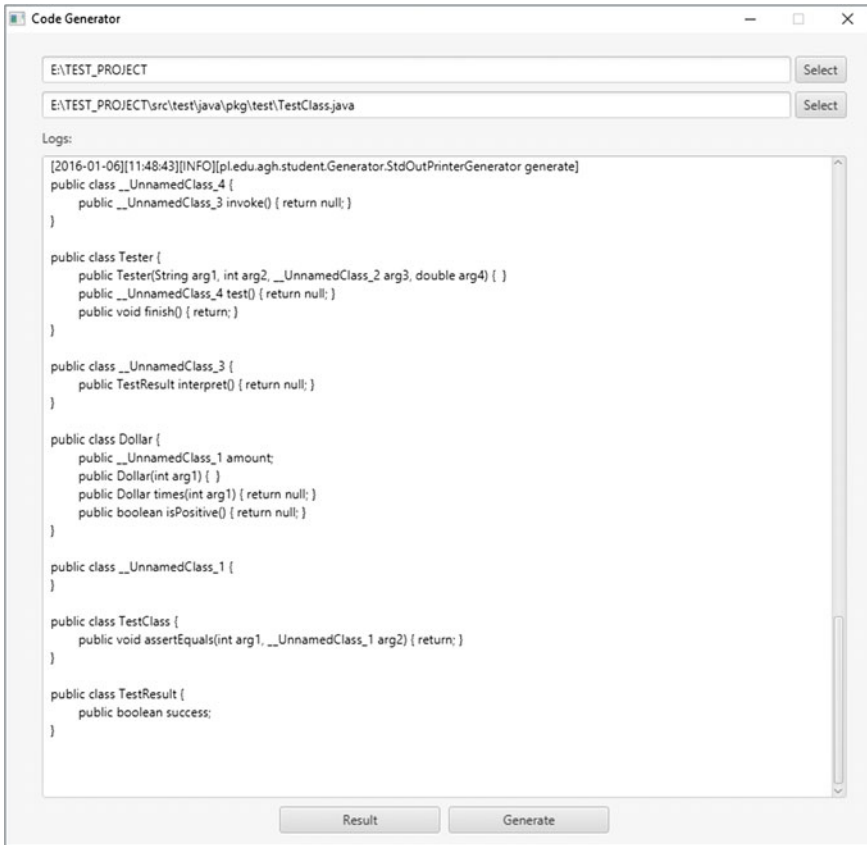 Code Generator
E:\TEST_PROJECT
Select
E:\TEST_PROJECT\src\test\java\pkg\test\TestClass.java
Select
Logs:
[2016-01-06][11:48:43][INFO][pl.edu.agh.student.Generator.StdOutPrinterGenerator generate]
public class __UnnamedClass_4 {
public __UnnamedClass_3 invoke() { return null; }
}
public class Tester {
public Tester(String arg1, int arg2, __UnnamedClass_2 arg3, double arg4) { }
public __UnnamedClass_4 test() { return null; }
public void finish() { return; }
}
public class __UnnamedClass_3 {
public TestResult interpret() { return null; }
}
public class Dollar {
public __UnnamedClass_1 amount;
public Dollar(int arg1) { }
public Dollar times(int arg1) { return null; }
public boolean isPositive() { return null; }
}
public class __UnnamedClass_1 {
}
public class TestClass {
public void assertEquals(int arg1, __UnnamedClass_1 arg2) { return; }
}
public class TestResult {
public boolean success;
}
Result
Generate